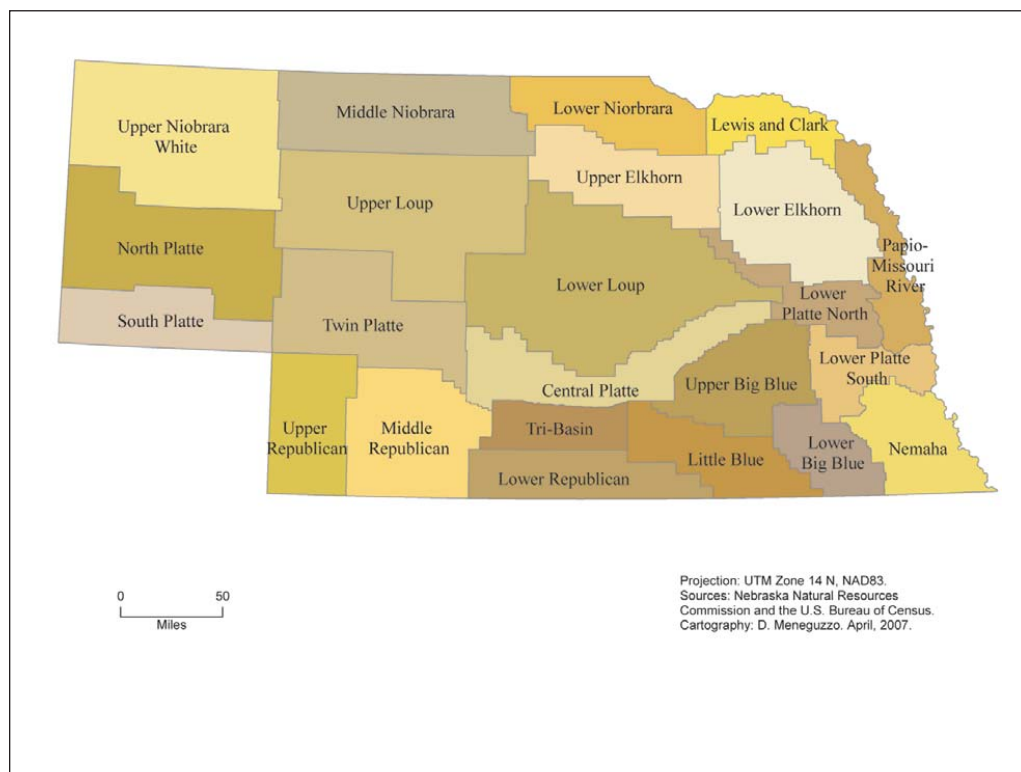 Upper Niobrara
White
Middle Niobrara
Lower Niorbrara
Lewis and Clark
Upper Elkhorn
Lower Elkhorn
Upper Loup
North Platte
Papio-
Missouri
River
Lower Loup
Lower
Platte North
South Platte
Twin Platte
Lower Platte
South
Central Platte
Upper Big Blue
Upper
Republican
Middle
Republican
Tri-Basin
Little Blue
Lower
Big Blue
Nemaha
Lower Republican
0 50
Miles
Projection: UTM Zone 14 N, NAD83.
Sources: Nebraska Natural Resources
Commission and the U.S. Bureau of Census.
Cartography: D. Meneguzzo. April, 2007.